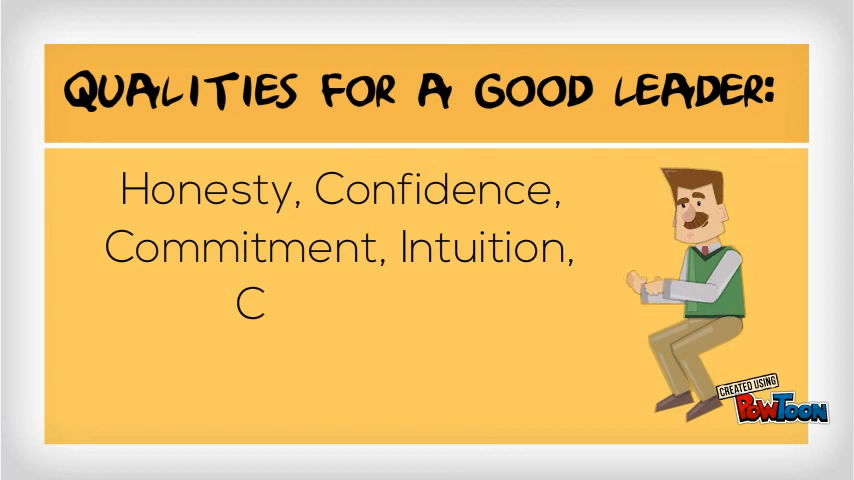 QUALITIES FOR A GOOD LEADER:
Honesty, Confidence,
Commitment, Intuition,
C
CREATED USING
POWTOON